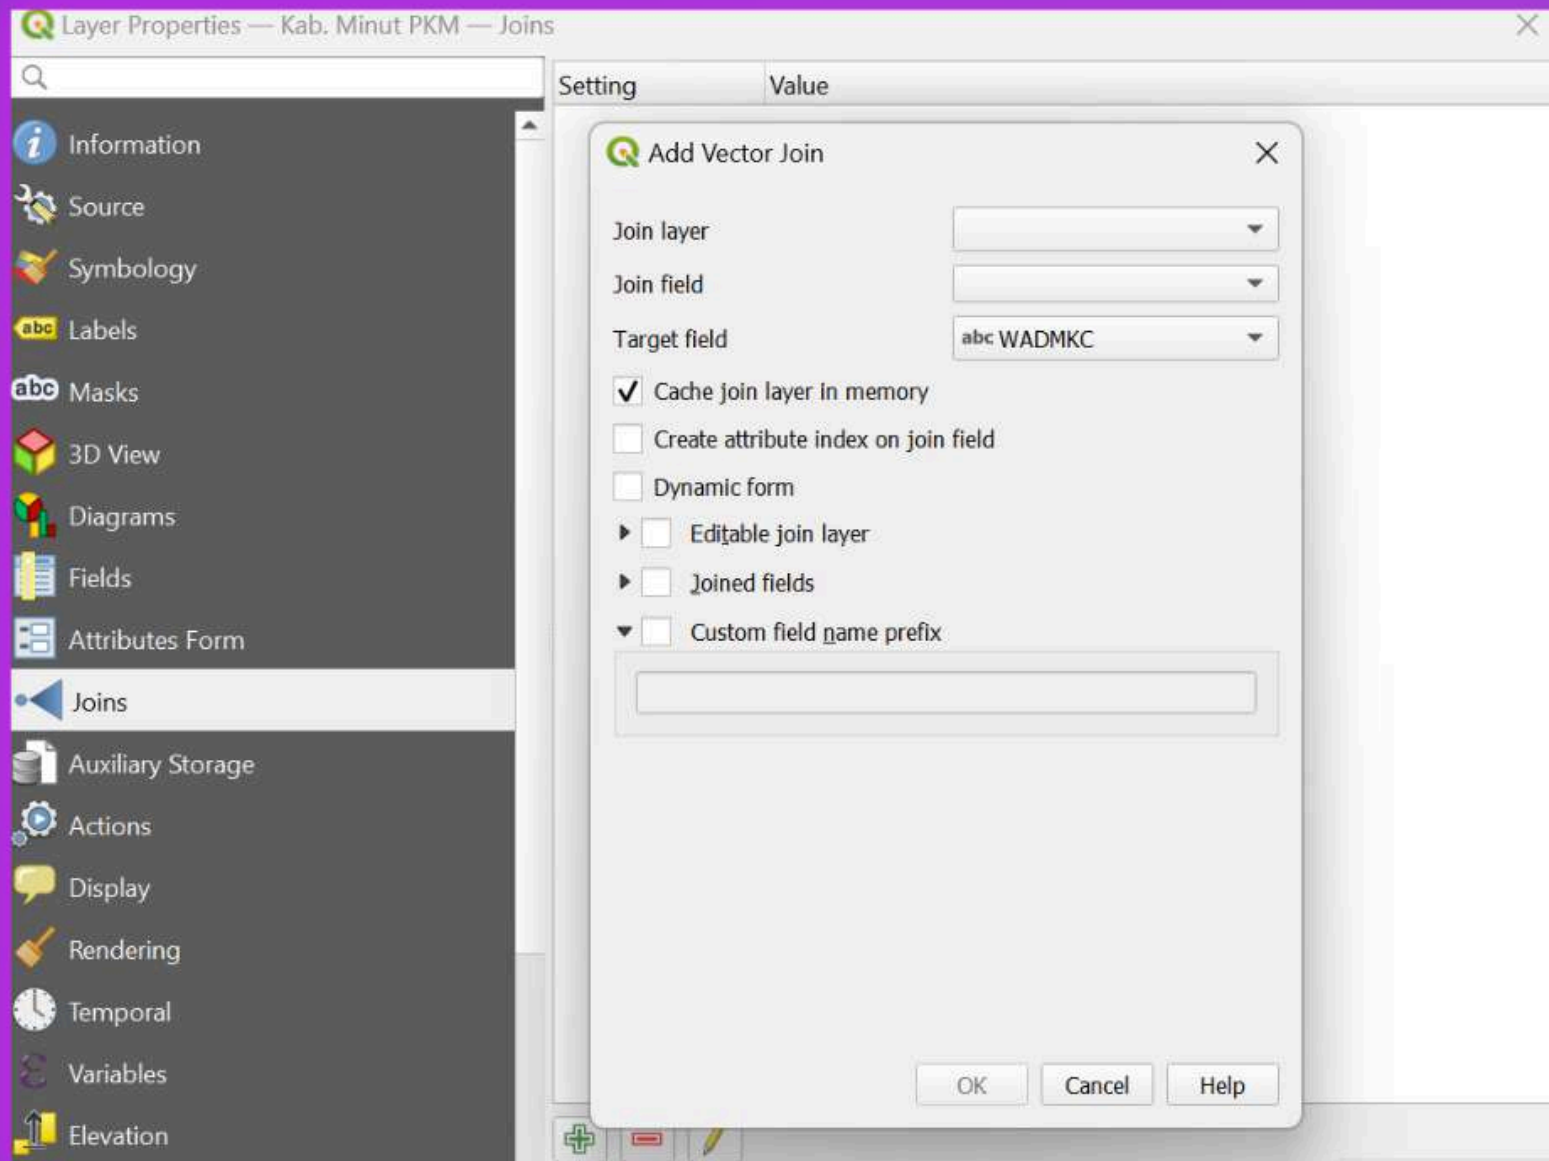 Layer Properties — Kab. Minut PKM — Joins
Setting Value
Information
Source
Symbology
abc Labels
abc Masks
3D View
Diagrams
Fields
Attributes Form
Joins
Auxiliary Storage
Actions
Display
Rendering
Temporal
Variables
Elevation
Add Vector Join
Join layer
Join field
Target field abc WADMKC
Cache join layer in memory
Create attribute index on join field
Dynamic form
Editable join layer
Joined fields
Custom field name prefix
OK Cancel Help